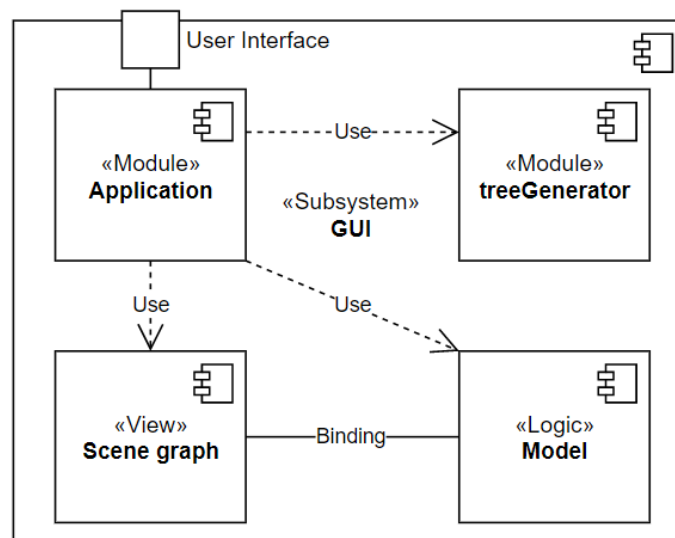 User Interface
«Module»
Application
Use
«Module»
treeGenerator
«Subsystem»
GUI
Use
Use
«View»
Scene graph
Binding
«Logic»
Model